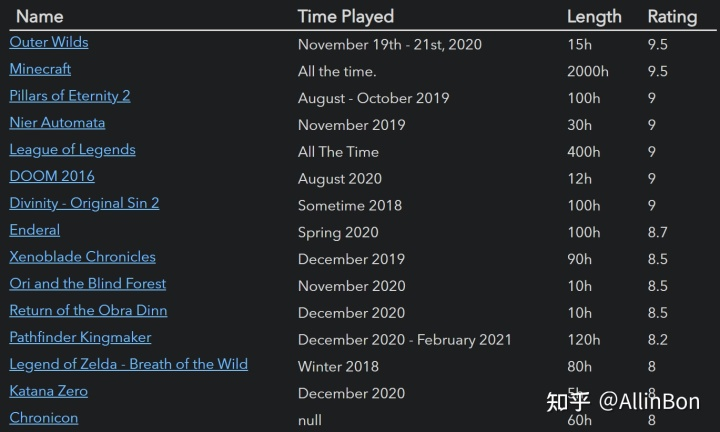 Name Time Played Length Rating
Outer Wilds November 19th - 21st, 2020 15h 9.5
Minecraft All the time. 2000h 9.5
Pillars of Eternity 2 August - October 2019 100h 9
Nier Automata November 2019 30h 9
League of Legends All The Time 400h 9
DOOM 2016 August 2020 12h 9
Divinity - Original Sin 2 Sometime 2018 100h 9
Enderal Spring 2020 100h 8.7
Xenoblade Chronicles December 2019 90h 8.5
Ori and the Blind Forest November 2020 10h 8.5
Return of the Obra Dinn December 2020 10h 8.5
Pathfinder Kingmaker December 2020 - February 2021 120h 8.2
Legend of Zelda - Breath of the Wild Winter 2018 80h 8
Katana Zero December 2020 5h 8
知乎 @AllinBon
Chronicon null 60h 8